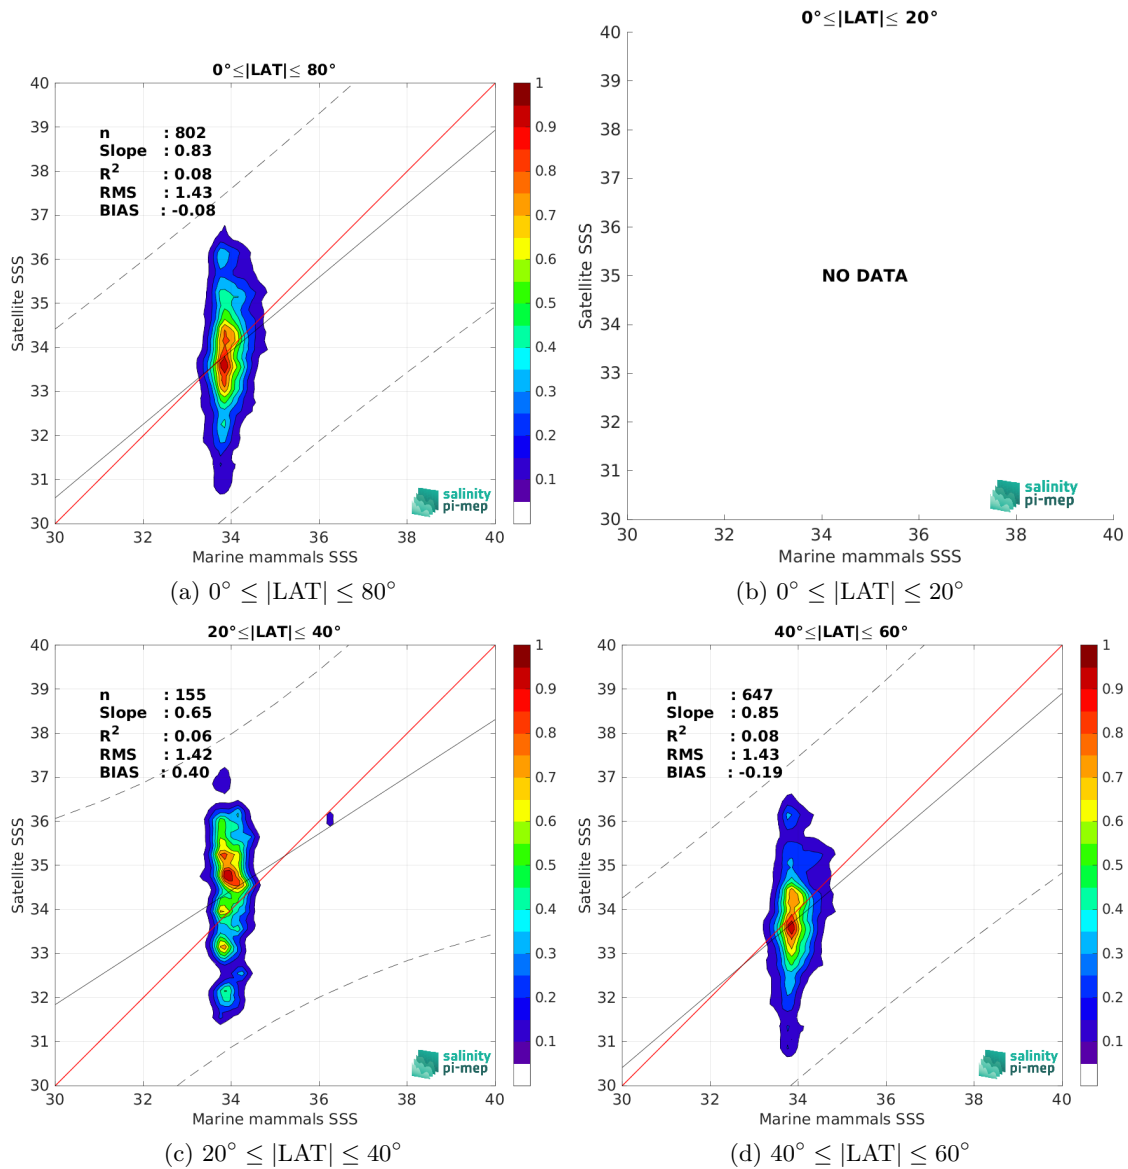 0°≤|LAT|≤ 80°
40
39
38
37
36
35
34
33
32
31
30
Satellite SSS
n : 802
Slope : 0.83
R² : 0.08
RMS : 1.43
BIAS : -0.08
salinity
pi-mep
30 32 34 36 38 40
Marine mammals SSS
1
0.9
0.8
0.7
0.6
0.5
0.4
0.3
0.2
0.1
(a) 0° ≤ |LAT| ≤ 80°
0°≤|LAT|≤ 20°
40
39
38
37
36
35
34
33
32
31
30
Satellite SSS
NO DATA
salinity
pi-mep
30 32 34 36 38 40
Marine mammals SSS
(b) 0° ≤ |LAT| ≤ 20°
20°≤|LAT|≤ 40°
40
39
38
37
36
35
34
33
32
31
30
Satellite SSS
n : 155
Slope : 0.65
R² : 0.06
RMS : 1.42
BIAS : 0.40
salinity
pi-mep
30 32 34 36 38 40
Marine mammals SSS
1
0.9
0.8
0.7
0.6
0.5
0.4
0.3
0.2
0.1
(c) 20° ≤ |LAT| ≤ 40°
40°≤|LAT|≤ 60°
40
39
38
37
36
35
34
33
32
31
30
Satellite SSS
n : 647
Slope : 0.85
R² : 0.08
RMS : 1.43
BIAS : -0.19
salinity
pi-mep
30 32 34 36 38 40
Marine mammals SSS
1
0.9
0.8
0.7
0.6
0.5
0.4
0.3
0.2
0.1
(d) 40° ≤ |LAT| ≤ 60°